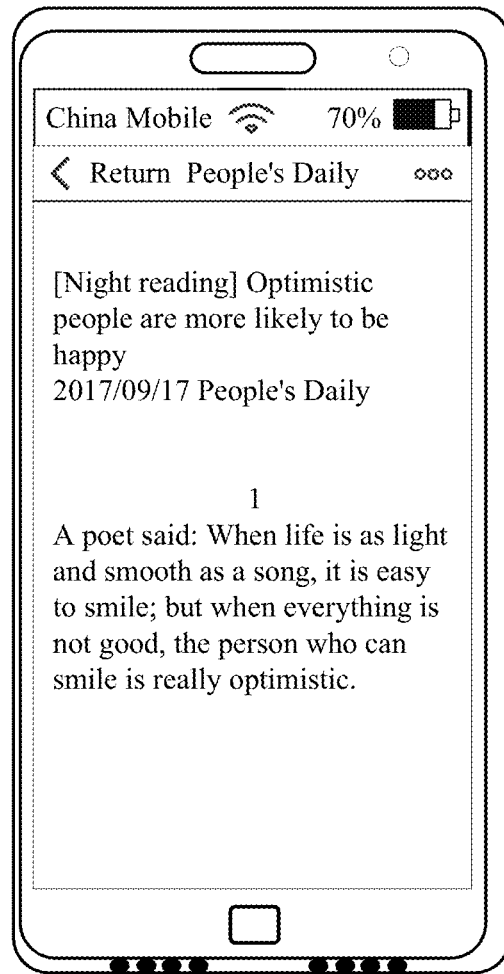 China Mobile 70%
Return People's Daily
[Night reading] Optimistic
people are more likely to be
happy
2017/09/17 People's Daily
1
A poet said: When life is as light
and smooth as a song, it is easy
to smile; but when everything is
not good, the person who can
smile is really optimistic.